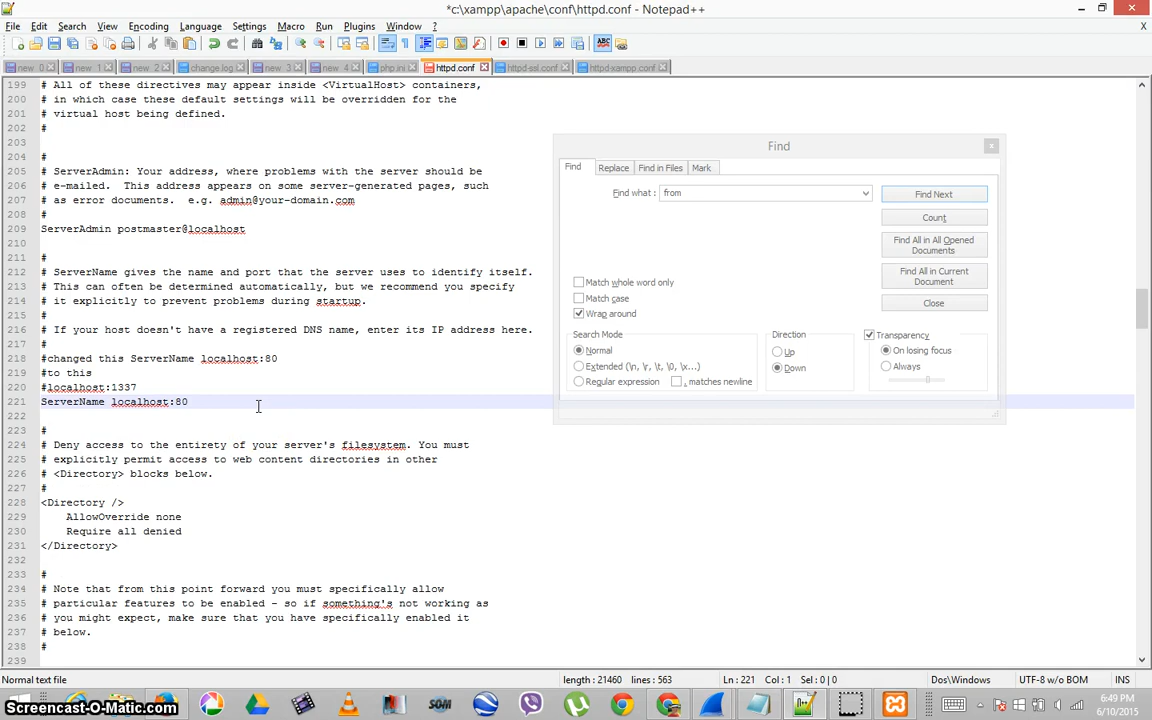 *c:\xampp\apache\conf\httpd.conf - Notepad++
File Edit Search View Encoding Language Settings Macro Run Plugins Window ?
X
new 0 new 1 new 2 change.log new 3 new 4 php.ini httpd.conf httpd-ssl.conf httpd-xampp.conf
199 # All of these directives may appear inside <VirtualHost> containers,
200 # in which case these default settings will be overridden for the
201 # virtual host being defined.
202 #
203
204 #
205 # ServerAdmin: Your address, where problems with the server should be
206 # e-mailed.  This address appears on some server-generated pages, such
207 # as error documents.  e.g. admin@your-domain.com
208 #
209 ServerAdmin postmaster@localhost
210
211 #
212 # ServerName gives the name and port that the server uses to identify itself.
213 # This can often be determined automatically, but we recommend you specify
214 # it explicitly to prevent problems during startup.
215 #
216 # If your host doesn't have a registered DNS name, enter its IP address here.
217 #
218 #changed this ServerName localhost:80
219 #to this
220 #localhost:1337
221 ServerName localhost:80
222
223 #
224 # Deny access to the entirety of your server's filesystem. You must
225 # explicitly permit access to web content directories in other
226 # <Directory> blocks below.
227 #
228 <Directory />
229 AllowOverride none
230 Require all denied
231 </Directory>
232
233 #
234 # Note that from this point forward you must specifically allow
235 # particular features to be enabled - so if something's not working as
236 # you might expect, make sure that you have specifically enabled it
237 # below.
238 #
239
Find
Find Replace Find in Files Mark
Find what : from
Find Next
Count
Find All in All Opened
Documents
Find All in Current
Document
Close
Match whole word only
Match case
Wrap around
Search Mode
Normal
Extended (\n, \r, \t, \0, \x...)
Regular expression . matches newline
Direction
Up
Down
Transparency
On losing focus
Always
Normal text file length : 21460 lines : 563 Ln : 221 Col : 1 Sel : 0 | 0 Dos\Windows UTF-8 w/o BOM INS
SOM
6:49 PM
6/10/2015
Screencast-O-Matic.com